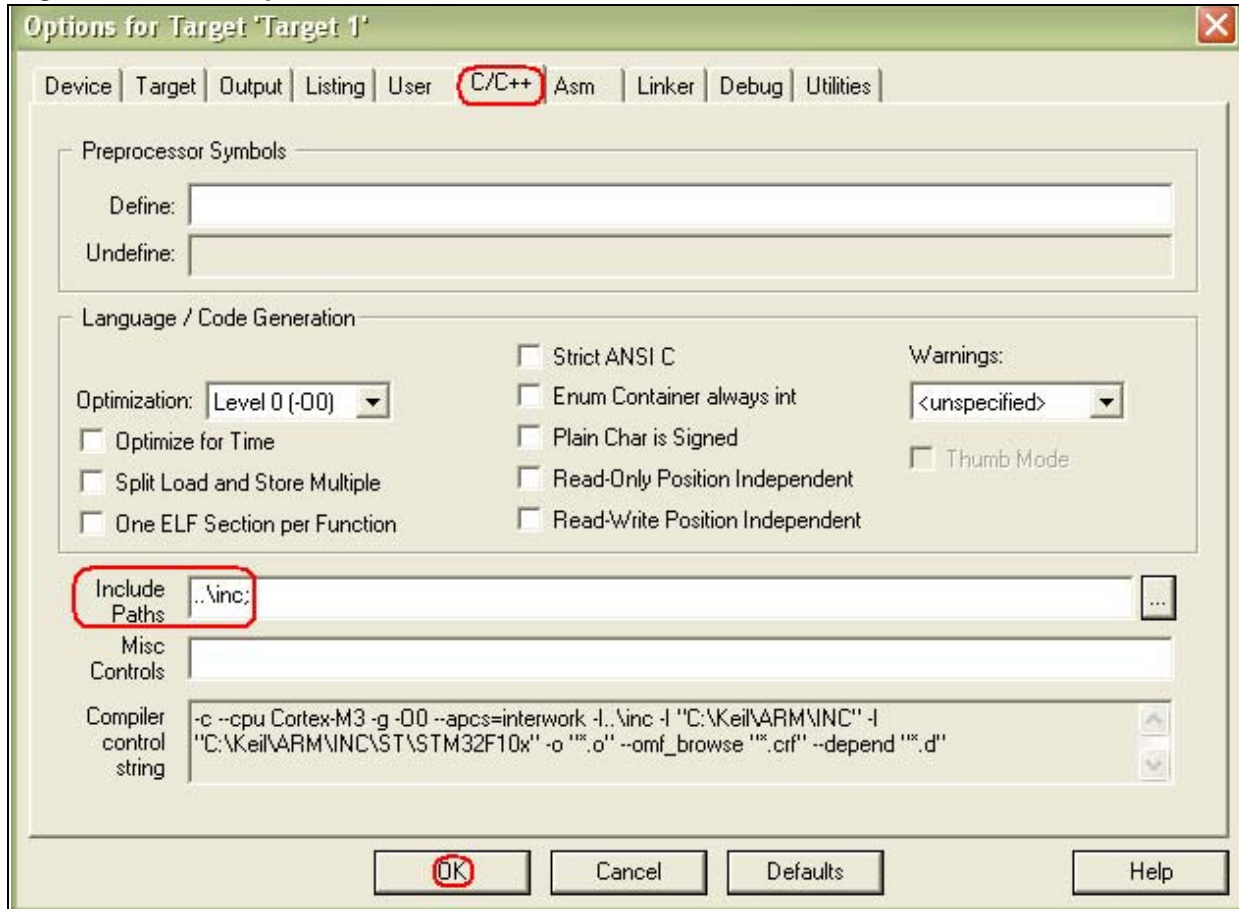 Options for Target 'Target 1'
Device Target Output Listing User C/C++ Asm Linker Debug Utilities
Preprocessor Symbols
Define:
Undefine:
Language / Code Generation
Strict ANSI C
Warnings:
Optimization: Level 0 (-O0)
Enum Container always int
<unspecified>
Optimize for Time
Plain Char is Signed
Thumb Mode
Split Load and Store Multiple
Read-Only Position Independent
One ELF Section per Function
Read-Write Position Independent
Include Paths
..\inc;
...
Misc Controls
Compiler control string
-c --cpu Cortex-M3 -g -O0 --apcs=interwork -I..\inc -I "C:\Keil\ARM\INC" -I
"C:\Keil\ARM\INC\ST\STM32F10x" -o "*.o" --omf_browse "*.crf" --depend "*.d"
OK Cancel Defaults Help